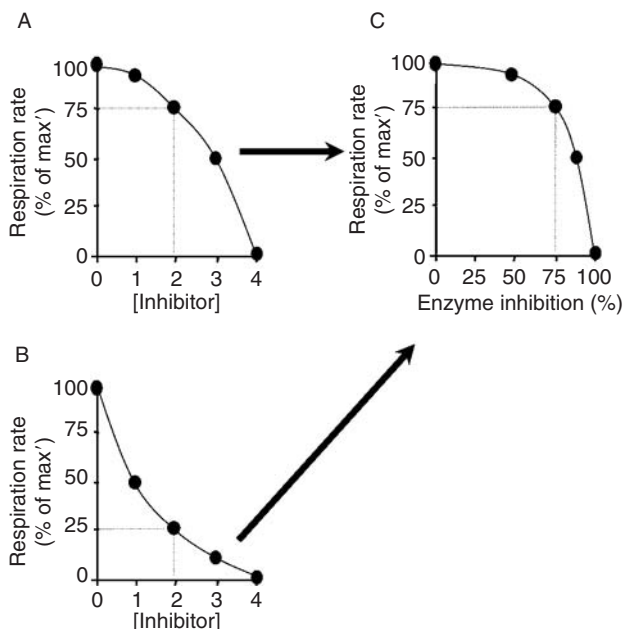 A
Respiration rate
(% of max′)
100
75
50
25
0
0 1 2 3 4
[Inhibitor]
C
Respiration rate
(% of max′)
100
75
50
25
0
0 25 50 75 100
Enzyme inhibition (%)
B
Respiration rate
(% of max′)
100
75
50
25
0
0 1 2 3 4
[Inhibitor]